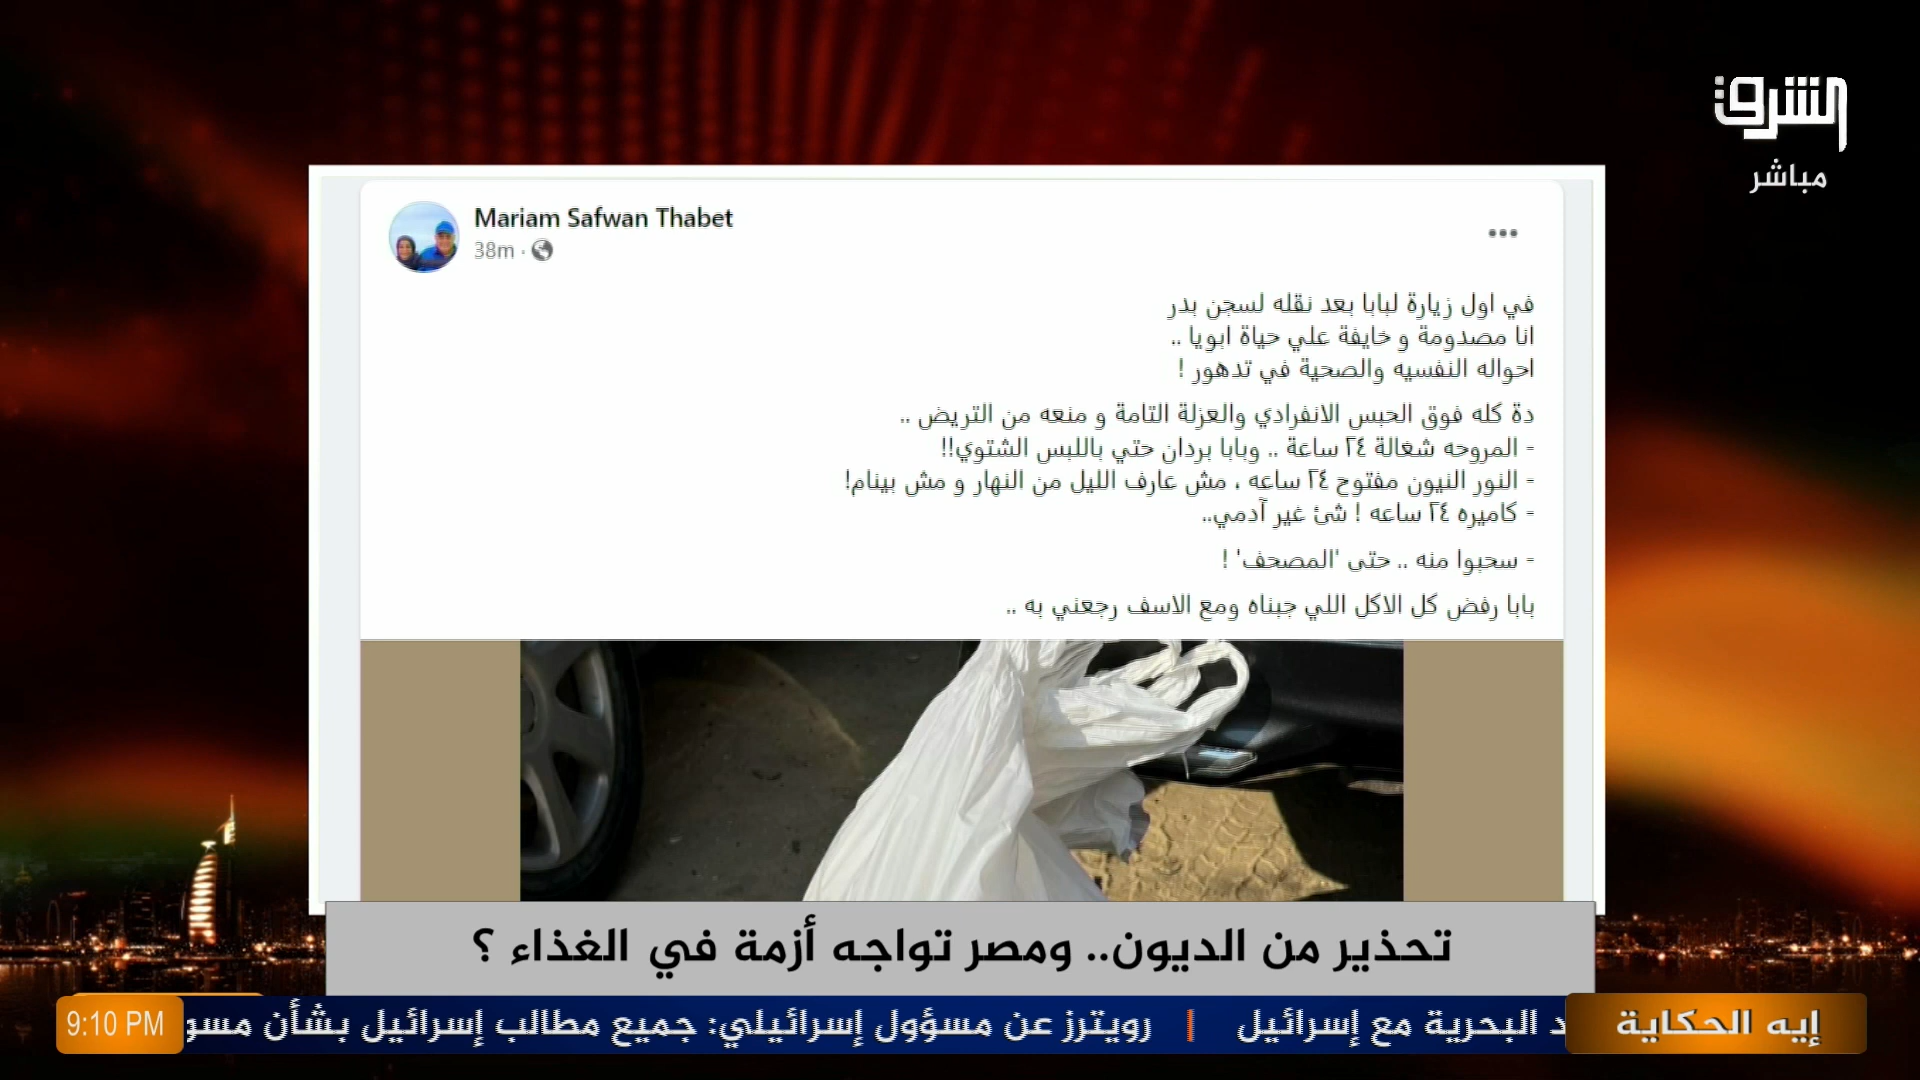 الشرق
مباشر
Mariam Safwan Thabet
38m ·
في اول زيارة لبابا بعد نقله لسجن بدر
انا مصدومة و خايفة علي حياة ابويا ..
احواله النفسيه والصحية في تدهور !
دة كله فوق الحبس الانفرادي والعزلة التامة و منعه من التريض ..
- المروحه شغالة ٢٤ ساعة .. وبابا بردان حتي باللبس الشتوي!!
- النور النيون مفتوح ٢٤ ساعه ، مش عارف الليل من النهار و مش بينام!
- كاميره ٢٤ ساعه ! شئ غير آدمي..
- سحبوا منه .. حتى 'المصحف' !
بابا رفض كل الاكل اللي جبناه ومع الاسف رجعني به ..
تحذير من الديون.. ومصر تواجه أزمة في الغذاء ؟
إيه الحكاية
د البحرية مع إسرائيل | رويترز عن مسؤول إسرائيلي: جميع مطالب إسرائيل بشأن مسو
9:10 PM